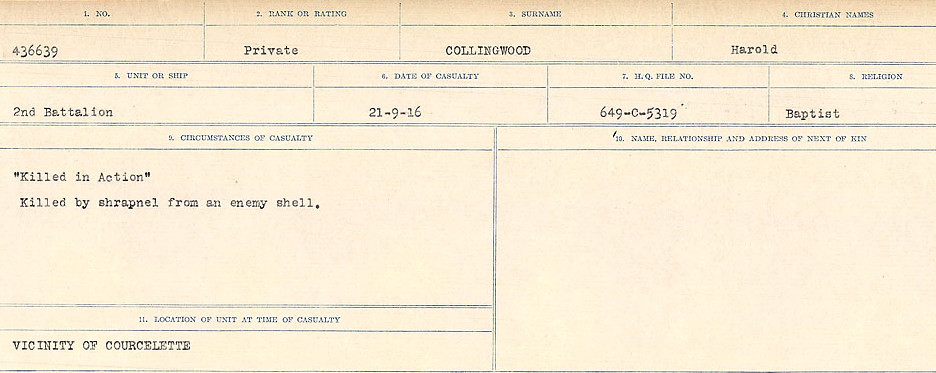 1. NO.
2. RANK OR RATING
3. SURNAME
4. CHRISTIAN NAMES
436639
Private
COLLINGWOOD
Harold
5. UNIT OR SHIP
6. DATE OF CASUALTY
7. H.Q. FILE NO.
8. RELIGION
2nd Battalion
21-9-16
649-C-5319
Baptist
9. CIRCUMSTANCES OF CASUALTY
"Killed in Action"
Killed by shrapnel from an enemy shell.
10. NAME, RELATIONSHIP AND ADDRESS OF NEXT OF KIN
11. LOCATION OF UNIT AT TIME OF CASUALTY
VICINITY OF COURCELETTE